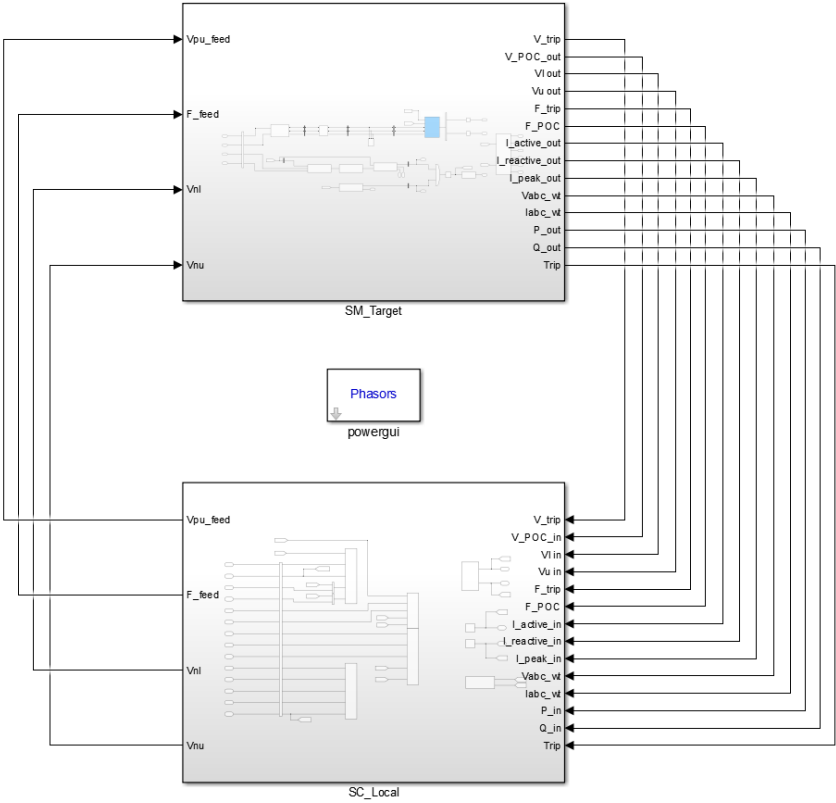 Vpu_feed
F_feed
Vnl
Vnu
V_trip
V_POC_out
Vl out
Vu out
F_trip
F_POC
I_active_out
I_reactive_out
I_peak_out
Vabc_wt
Iabc_wt
P_out
Q_out
Trip
SM_Target
Phasors
powergui
Vpu_feed
F_feed
Vnl
Vnu
V_trip
V_POC_in
Vl in
Vu in
F_trip
F_POC
I_active_in
I_reactive_in
I_peak_in
Vabc_wt
Iabc_wt
P_in
Q_in
Trip
SC_Local